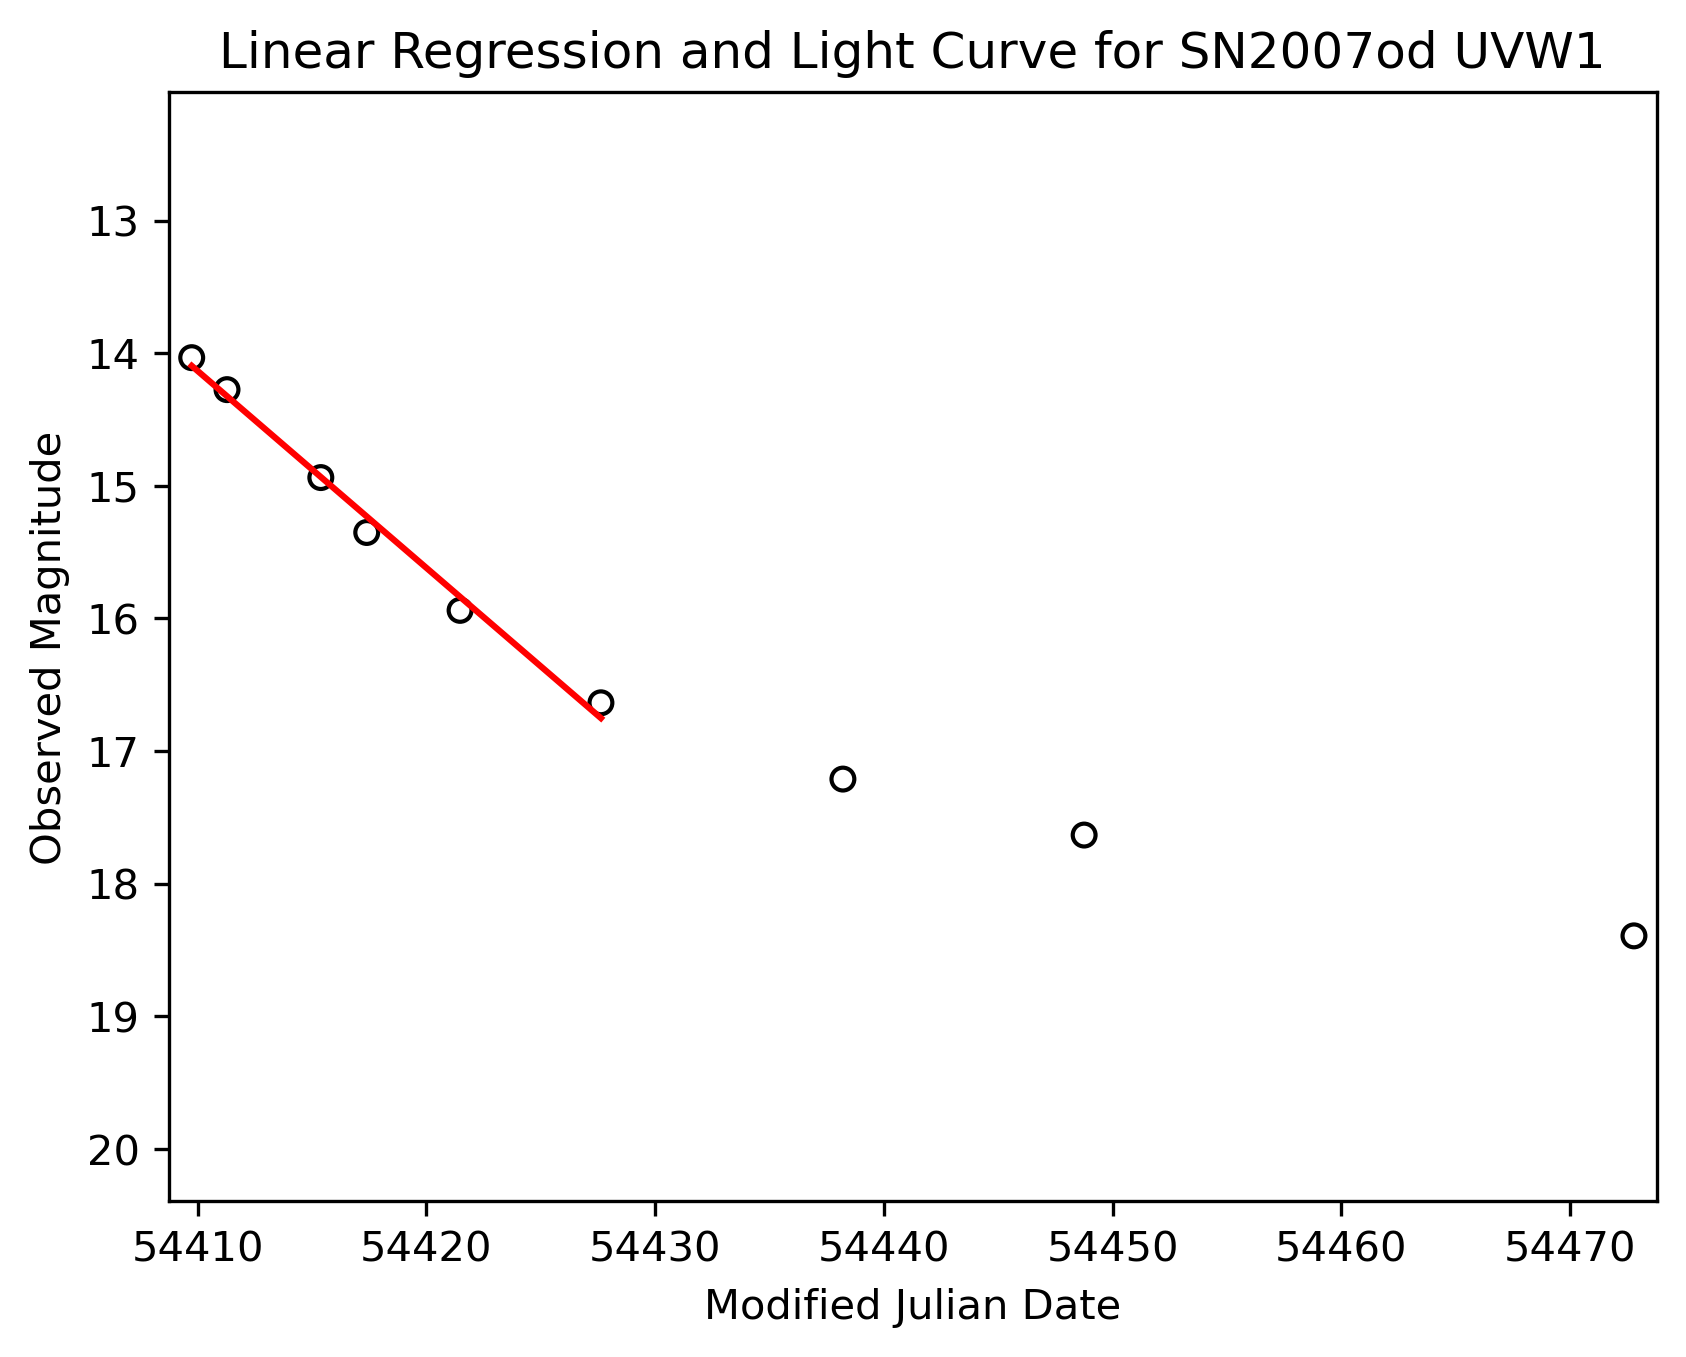 Linear Regression and Light Curve for SN2007od UVW1
13
14
15
16
17
18
19
20
Observed Magnitude
54410 54420 54430 54440 54450 54460 54470
Modified Julian Date